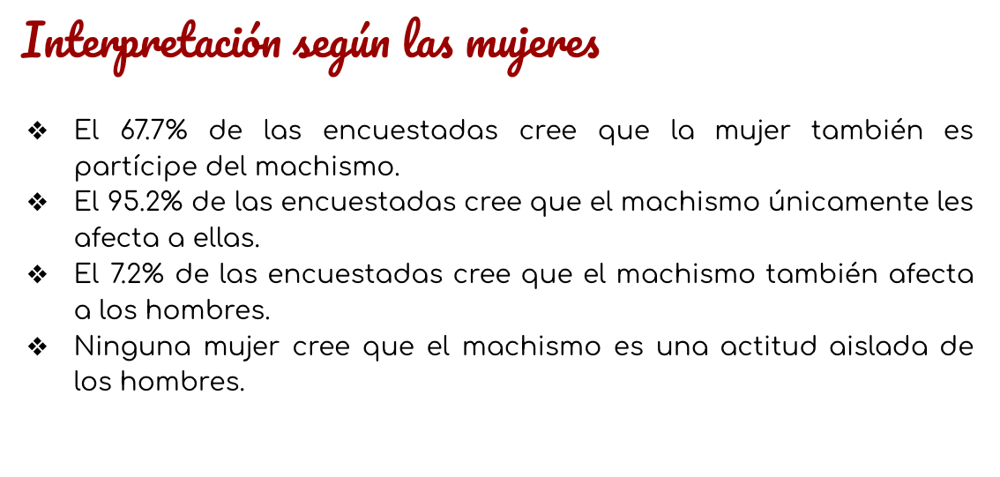 Interpretación según las mujeres
❖ El 67.7% de las encuestadas cree que la mujer también es
partícipe del machismo.
❖ El 95.2% de las encuestadas cree que el machismo únicamente les
afecta a ellas.
❖ El 7.2% de las encuestadas cree que el machismo también afecta
a los hombres.
❖ Ninguna mujer cree que el machismo es una actitud aislada de
los hombres.